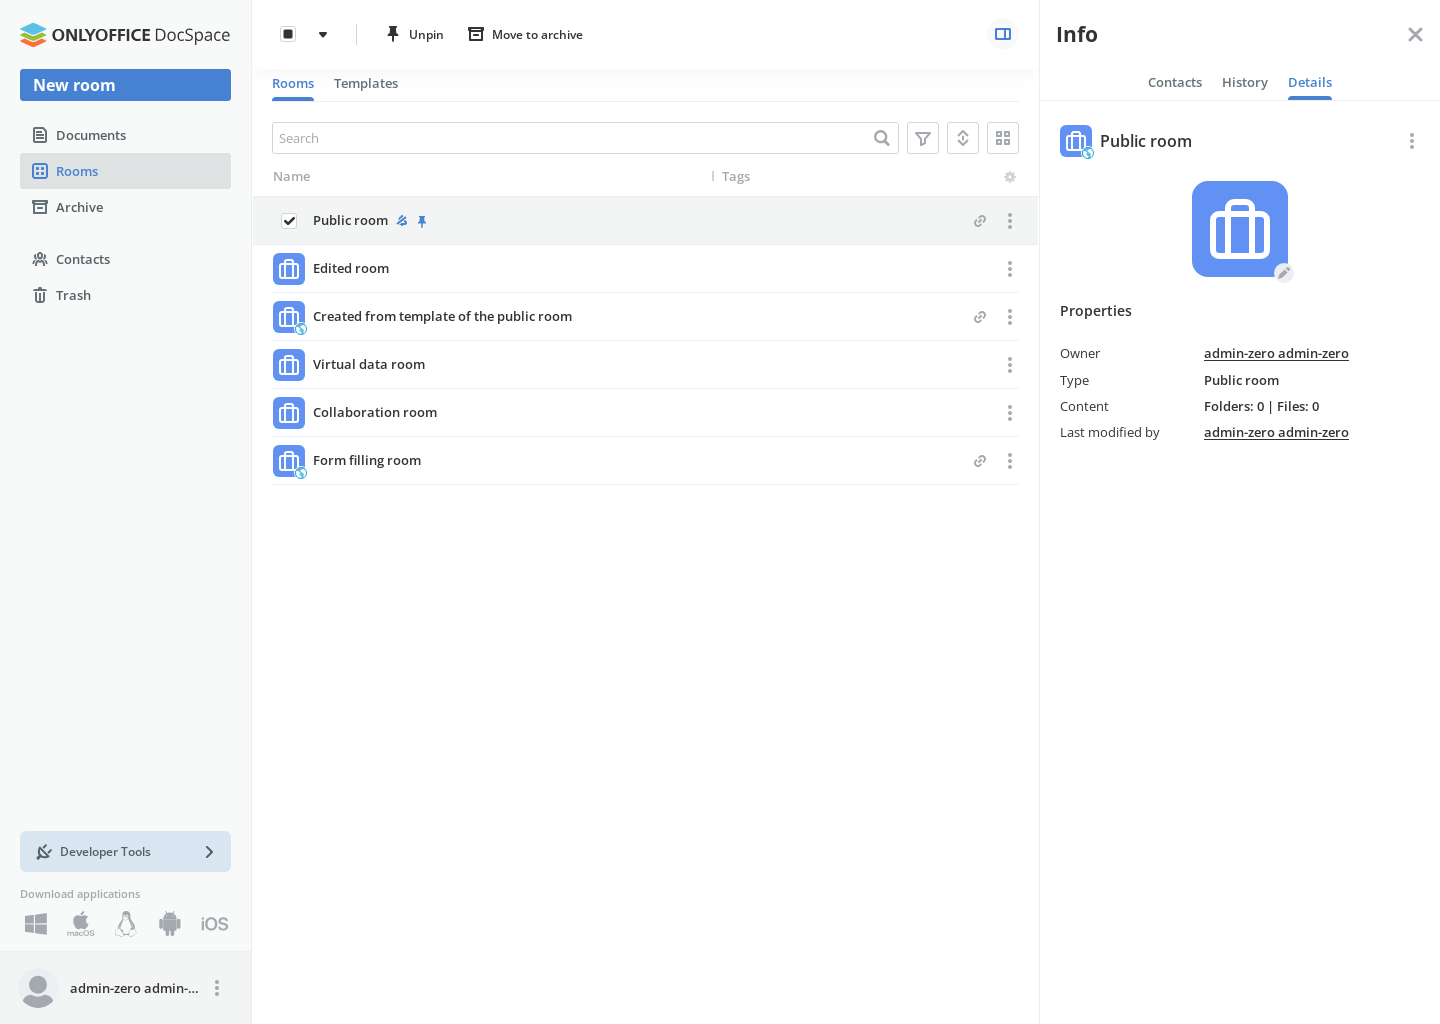 ONLYOFFICE DocSpace
New room
Documents
Rooms
Archive
Contacts
Trash
Developer Tools
Download applications
macOS
iOS
admin-zero admin-...
Unpin
Move to archive
Rooms
Templates
Search
Name
Tags
Public room
Edited room
Created from template of the public room
Virtual data room
Collaboration room
Form filling room
Info
Contacts
History
Details
Public room
Properties
Owner admin-zero admin-zero
Type Public room
Content Folders: 0 | Files: 0
Last modified by admin-zero admin-zero